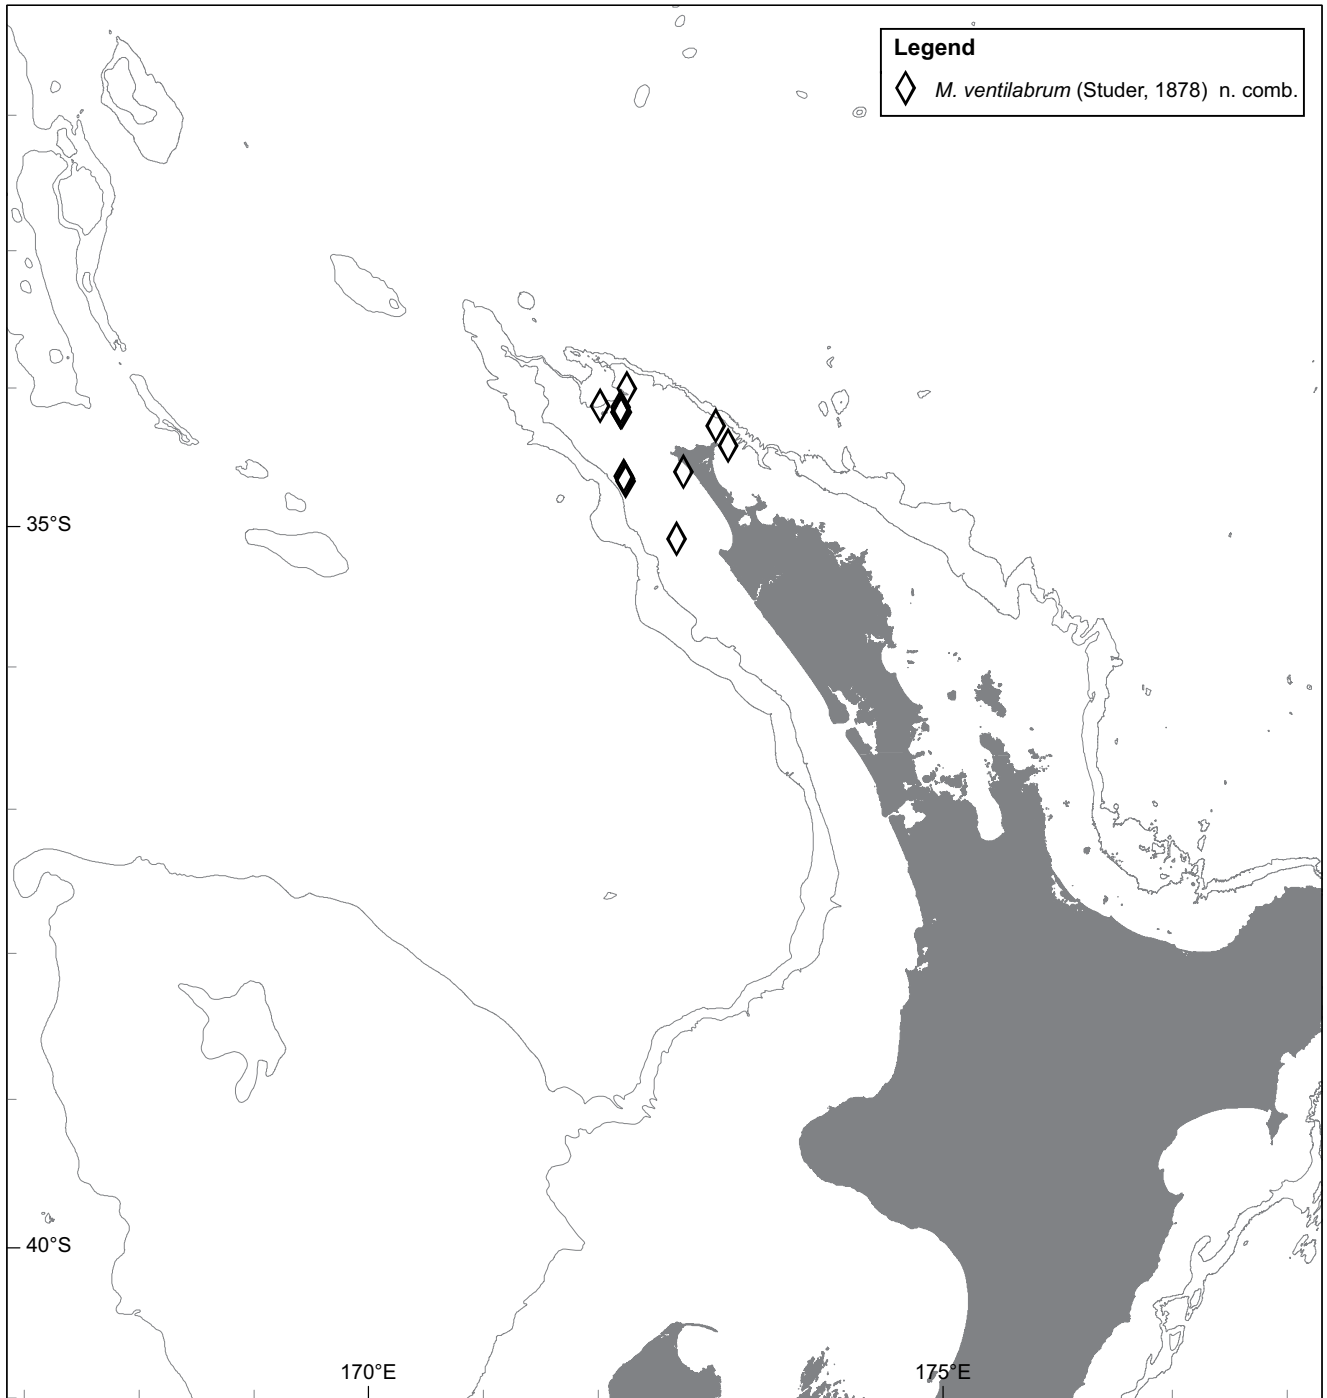 Legend
M. ventilabrum (Studer, 1878) n. comb.
35°S
40°S
170°E
175°E